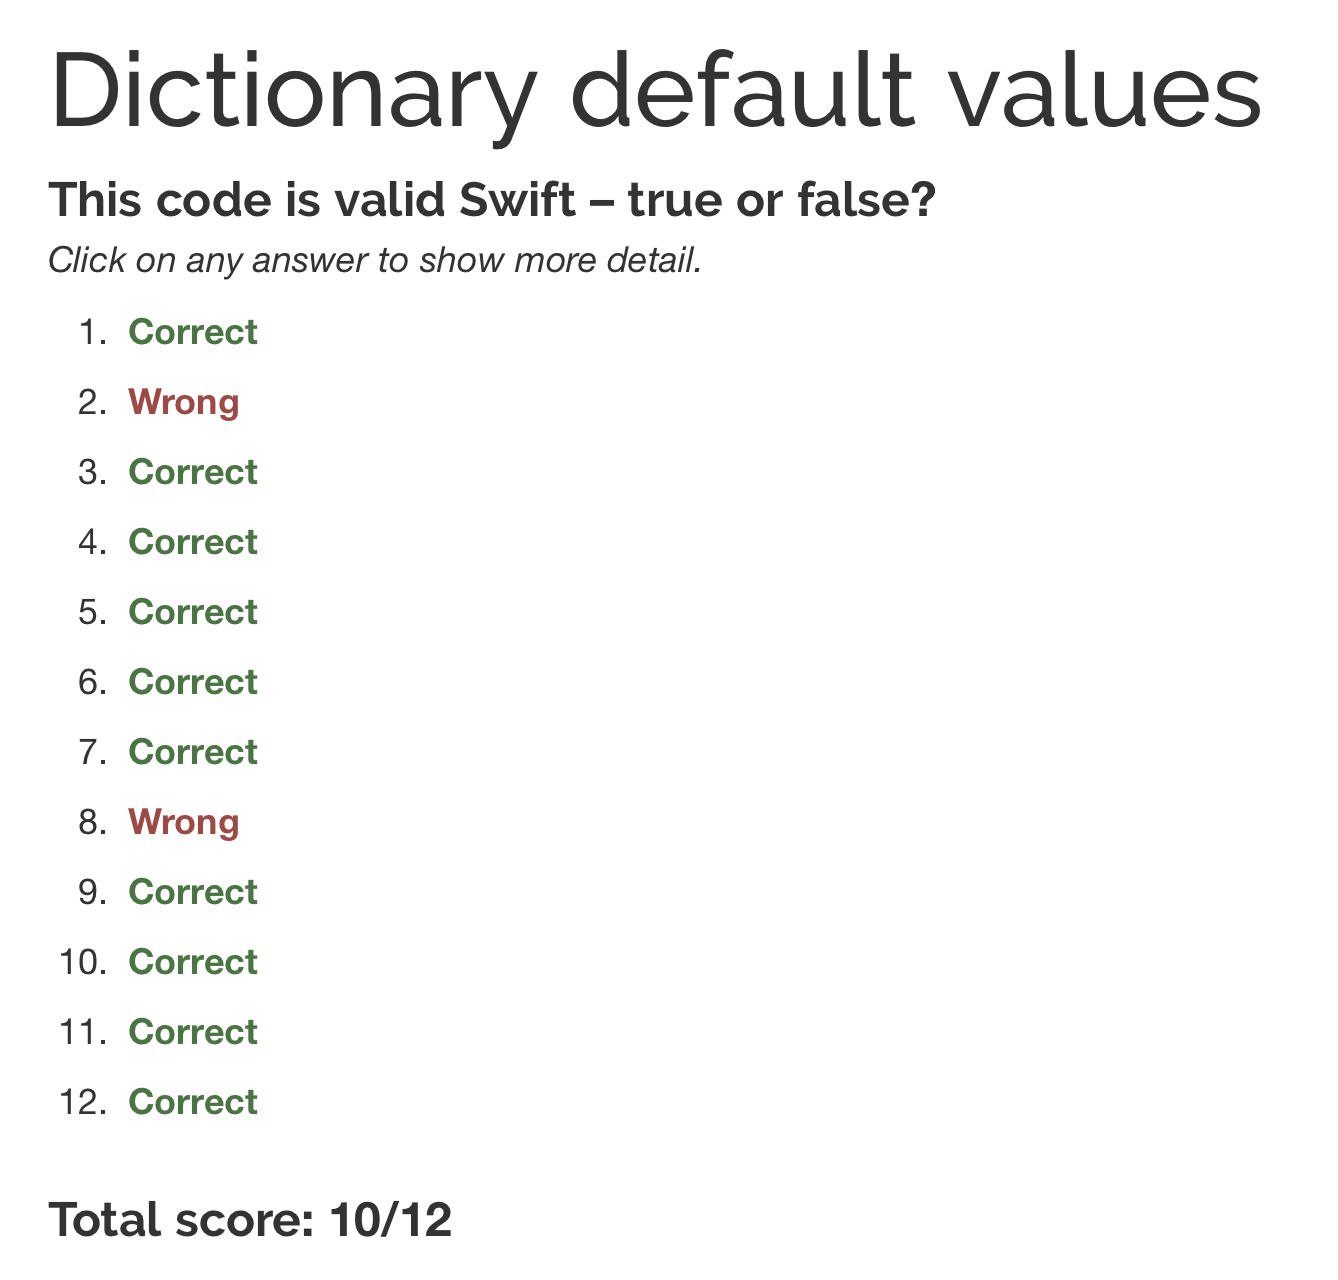 Dictionary default values
This code is valid Swift – true or false?
Click on any answer to show more detail.
1. Correct
2. Wrong
3. Correct
4. Correct
5. Correct
6. Correct
7. Correct
8. Wrong
9. Correct
10. Correct
11. Correct
12. Correct
Total score: 10/12